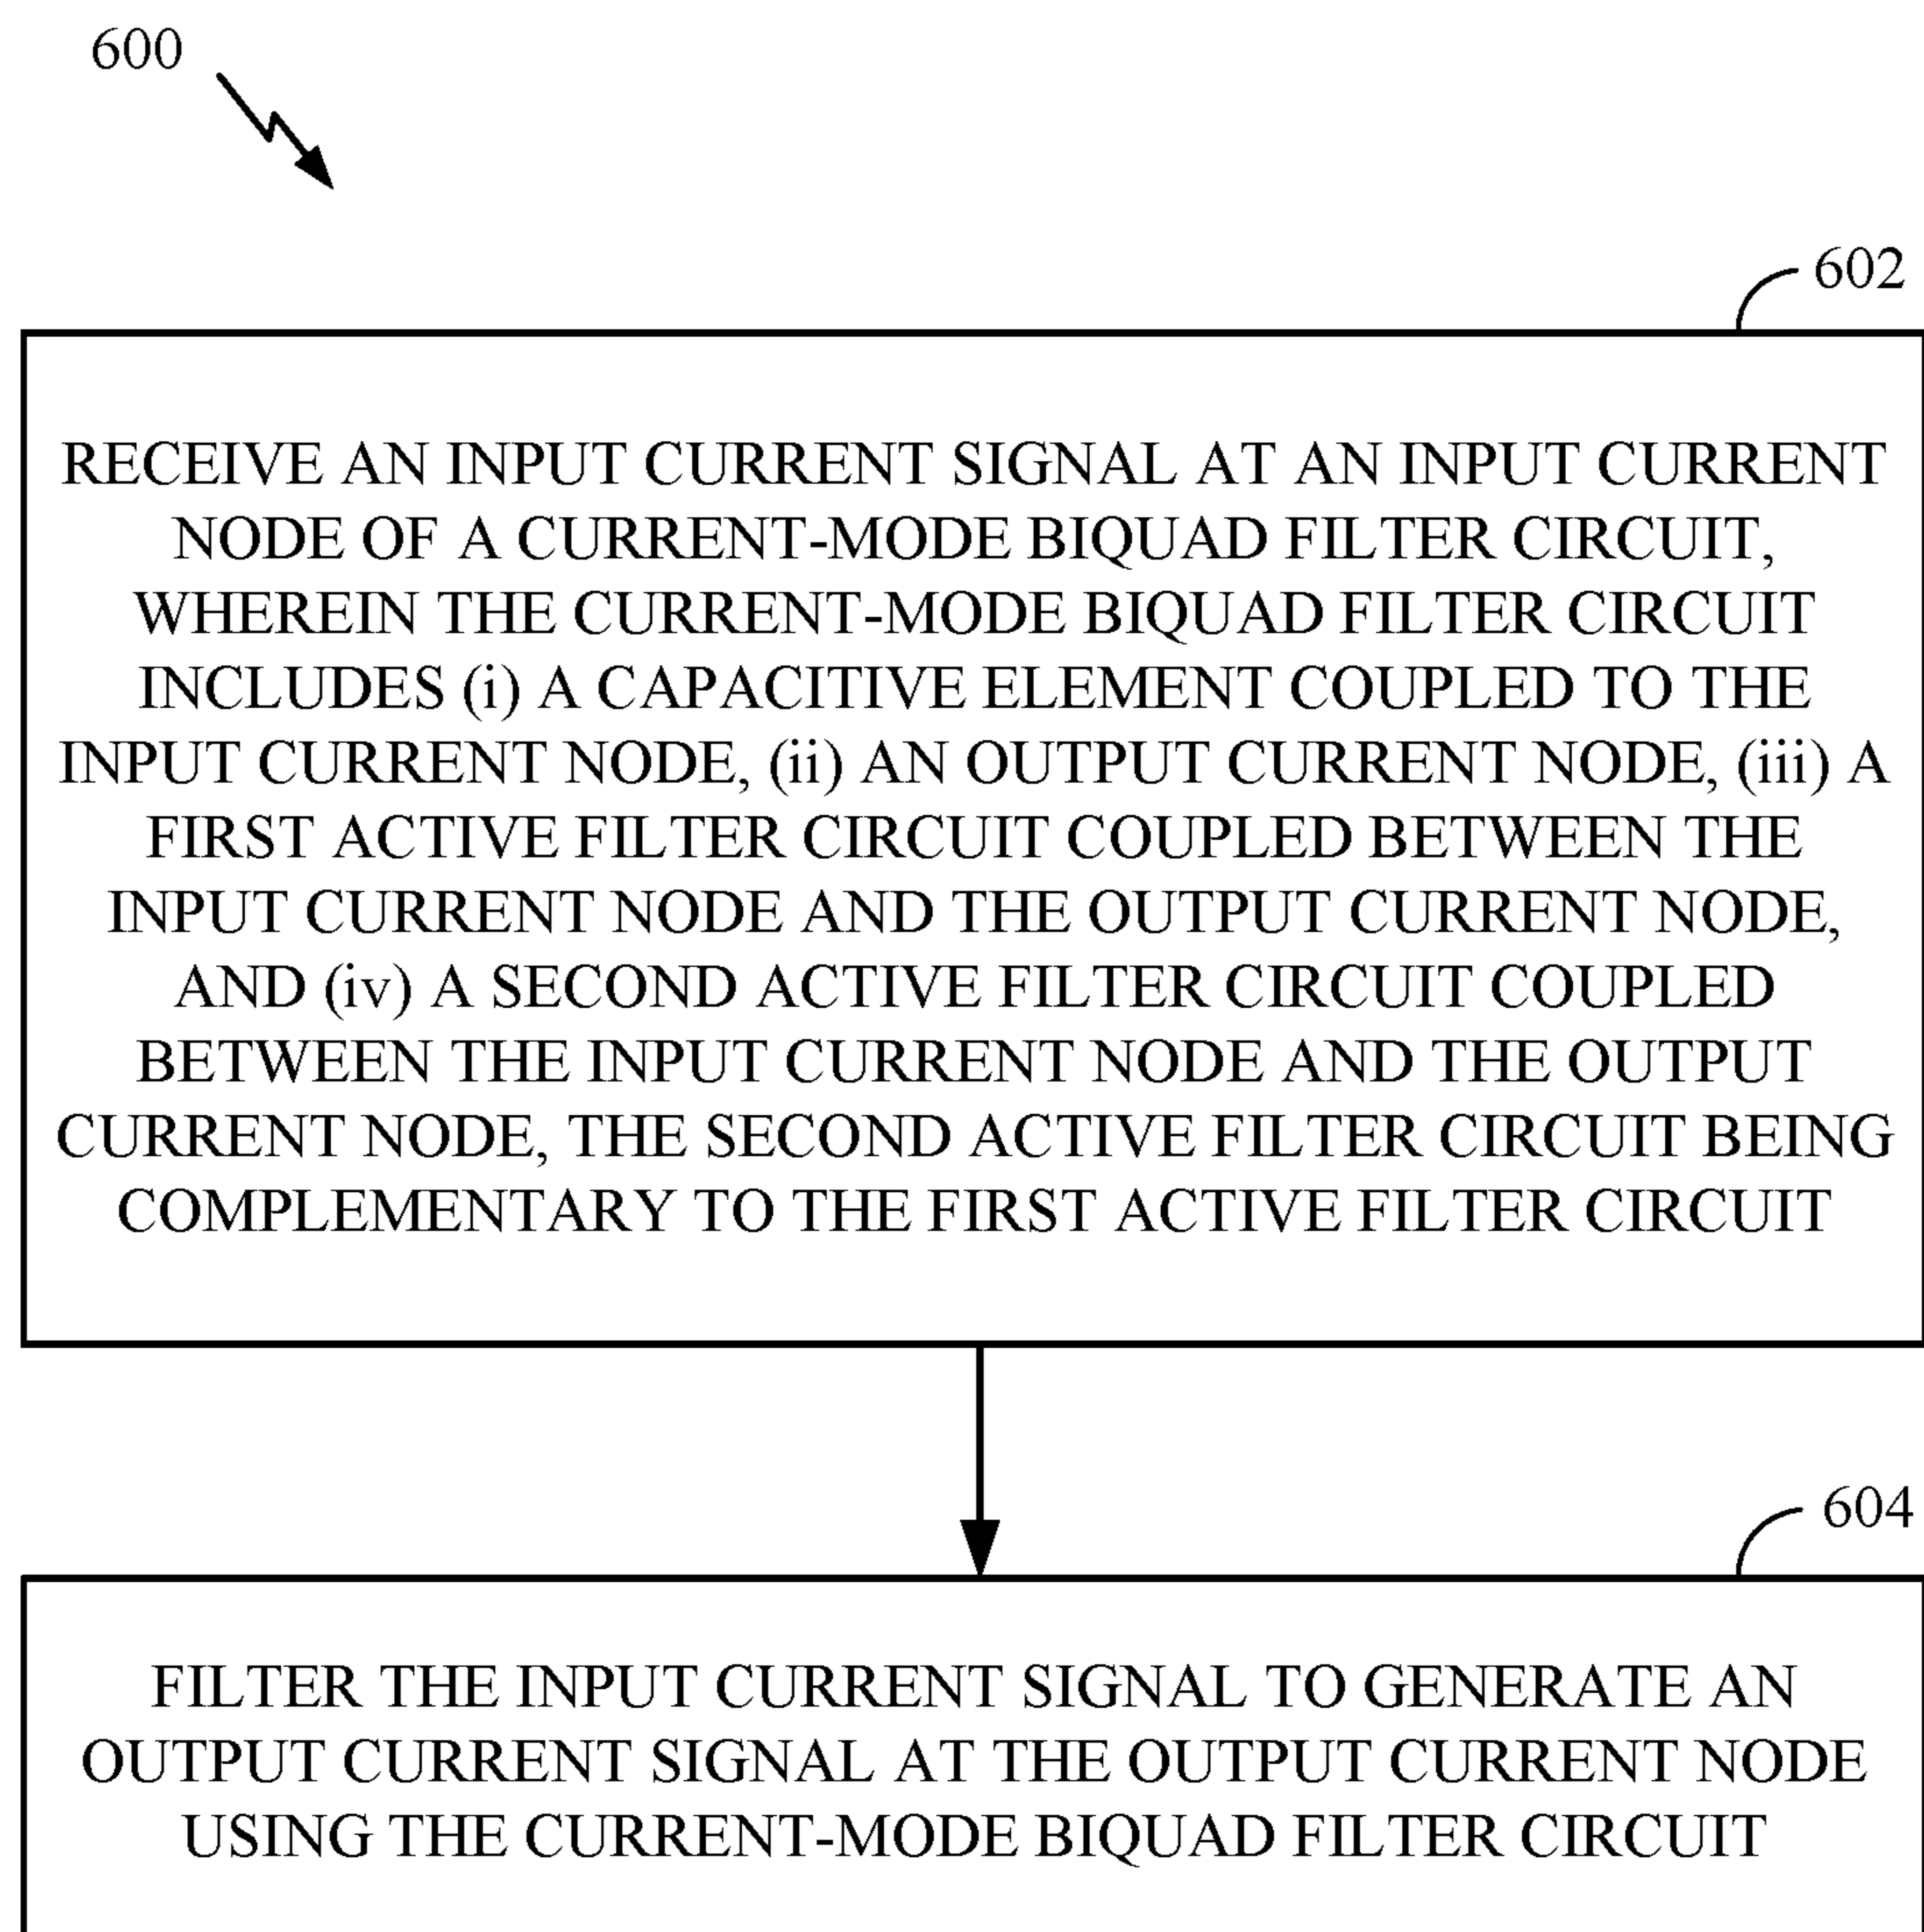 600
602
RECEIVE AN INPUT CURRENT SIGNAL AT AN INPUT CURRENT
NODE OF A CURRENT-MODE BIQUAD FILTER CIRCUIT,
WHEREIN THE CURRENT-MODE BIQUAD FILTER CIRCUIT
INCLUDES (i) A CAPACITIVE ELEMENT COUPLED TO THE
INPUT CURRENT NODE, (ii) AN OUTPUT CURRENT NODE, (iii) A
FIRST ACTIVE FILTER CIRCUIT COUPLED BETWEEN THE
INPUT CURRENT NODE AND THE OUTPUT CURRENT NODE,
AND (iv) A SECOND ACTIVE FILTER CIRCUIT COUPLED
BETWEEN THE INPUT CURRENT NODE AND THE OUTPUT
CURRENT NODE, THE SECOND ACTIVE FILTER CIRCUIT BEING
COMPLEMENTARY TO THE FIRST ACTIVE FILTER CIRCUIT
604
FILTER THE INPUT CURRENT SIGNAL TO GENERATE AN
OUTPUT CURRENT SIGNAL AT THE OUTPUT CURRENT NODE
USING THE CURRENT-MODE BIQUAD FILTER CIRCUIT